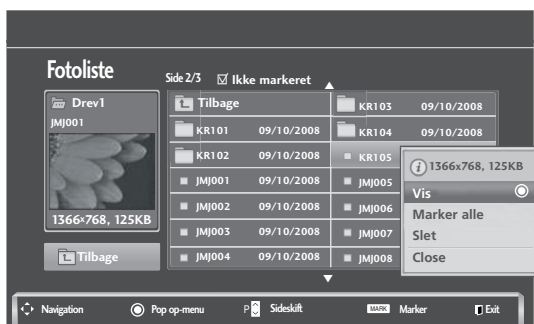 Fotoliste
Side 2/3 ☑ Ikke markeret
Drev1
JMJ001
1366×768, 125KB
Tilbage
Tilbage
KR101 09/10/2008
KR102 09/10/2008
JMJ001 09/10/2008
JMJ002 09/10/2008
JMJ003 09/10/2008
JMJ004 09/10/2008
KR103 09/10/2008
KR104 09/10/2008
KR105
JMJ005
JMJ006
JMJ007
JMJ008
i 1366x768, 125KB
Vis
Marker alle
Slet
Close
Navigation Pop op-menu P Sideskift MARK Marker Exit